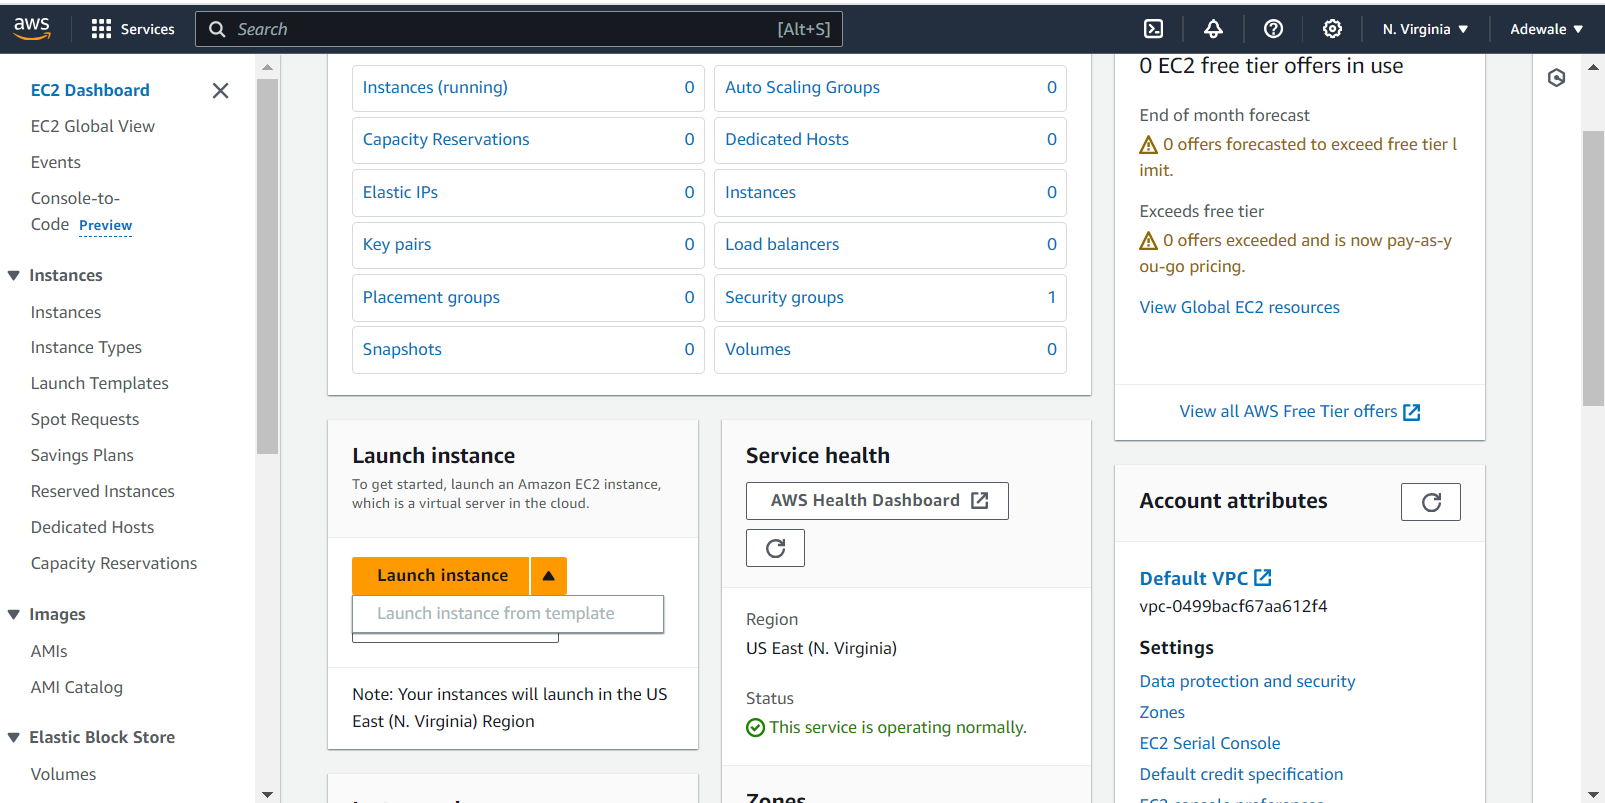 aws
Services
Search
[Alt+S]
N. Virginia
Adewale
EC2 Dashboard
EC2 Global View
Events
Console-to-
Code Preview
Instances
Instances
Instance Types
Launch Templates
Spot Requests
Savings Plans
Reserved Instances
Dedicated Hosts
Capacity Reservations
Images
AMIs
AMI Catalog
Elastic Block Store
Volumes
Instances (running) 0
Auto Scaling Groups 0
Capacity Reservations 0
Dedicated Hosts 0
Elastic IPs 0
Instances 0
Key pairs 0
Load balancers 0
Placement groups 0
Security groups 1
Snapshots 0
Volumes 0
Launch instance
To get started, launch an Amazon EC2 instance,
which is a virtual server in the cloud.
Launch instance
Launch instance from template
Note: Your instances will launch in the US
East (N. Virginia) Region
Service health
AWS Health Dashboard
Region
US East (N. Virginia)
Status
This service is operating normally.
Zones
0 EC2 free tier offers in use
End of month forecast
0 offers forecasted to exceed free tier l
imit.
Exceeds free tier
0 offers exceeded and is now pay-as-y
ou-go pricing.
View Global EC2 resources
View all AWS Free Tier offers
Account attributes
Default VPC
vpc-0499bacf67aa612f4
Settings
Data protection and security
Zones
EC2 Serial Console
Default credit specification
EC2 console preferences